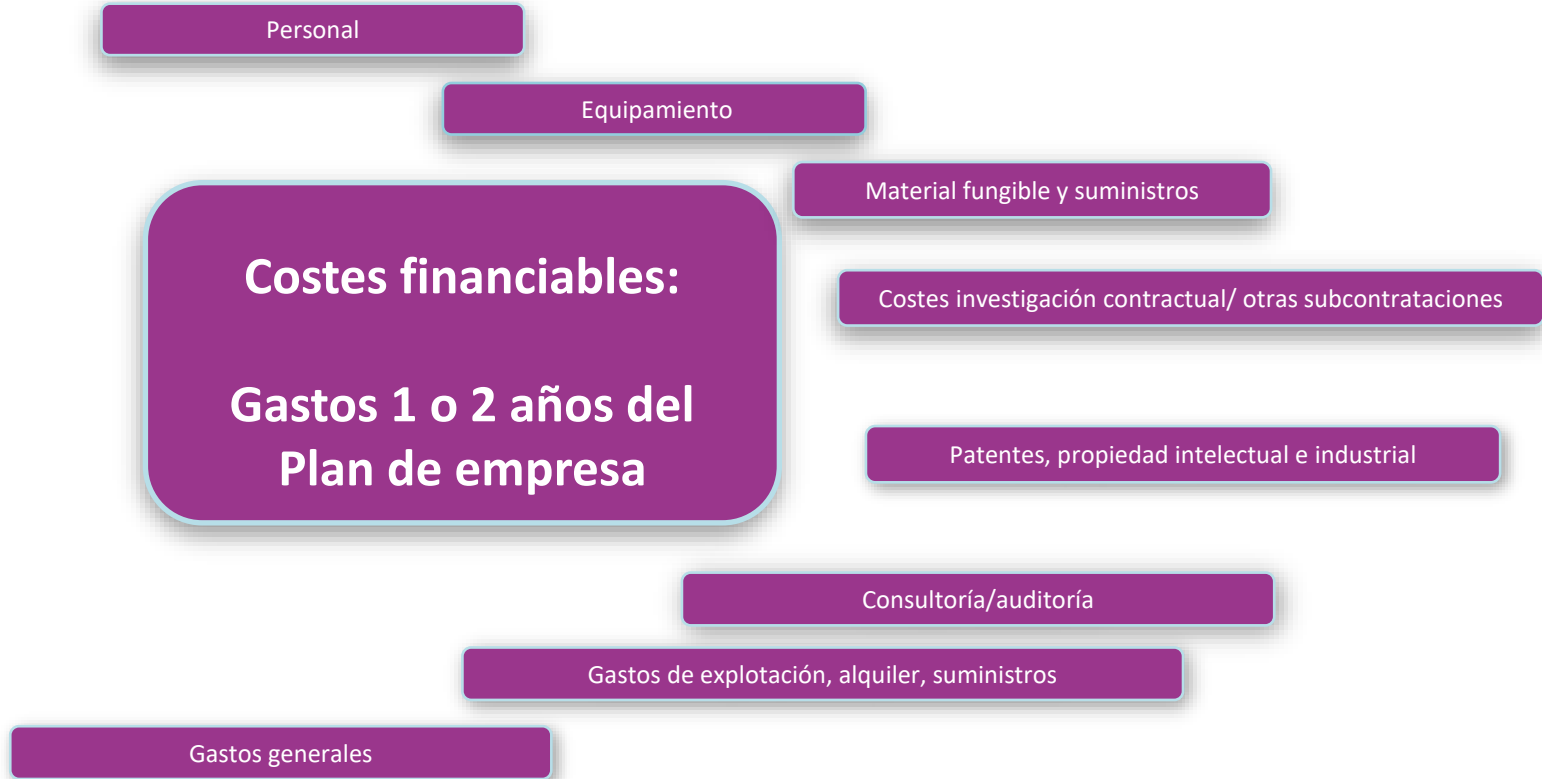 Personal
Equipamiento
Material fungible y suministros
Costes financiables:
Gastos 1 o 2 años del
Plan de empresa
Costes investigación contractual/ otras subcontrataciones
Patentes, propiedad intelectual e industrial
Consultoría/auditoría
Gastos de explotación, alquiler, suministros
Gastos generales